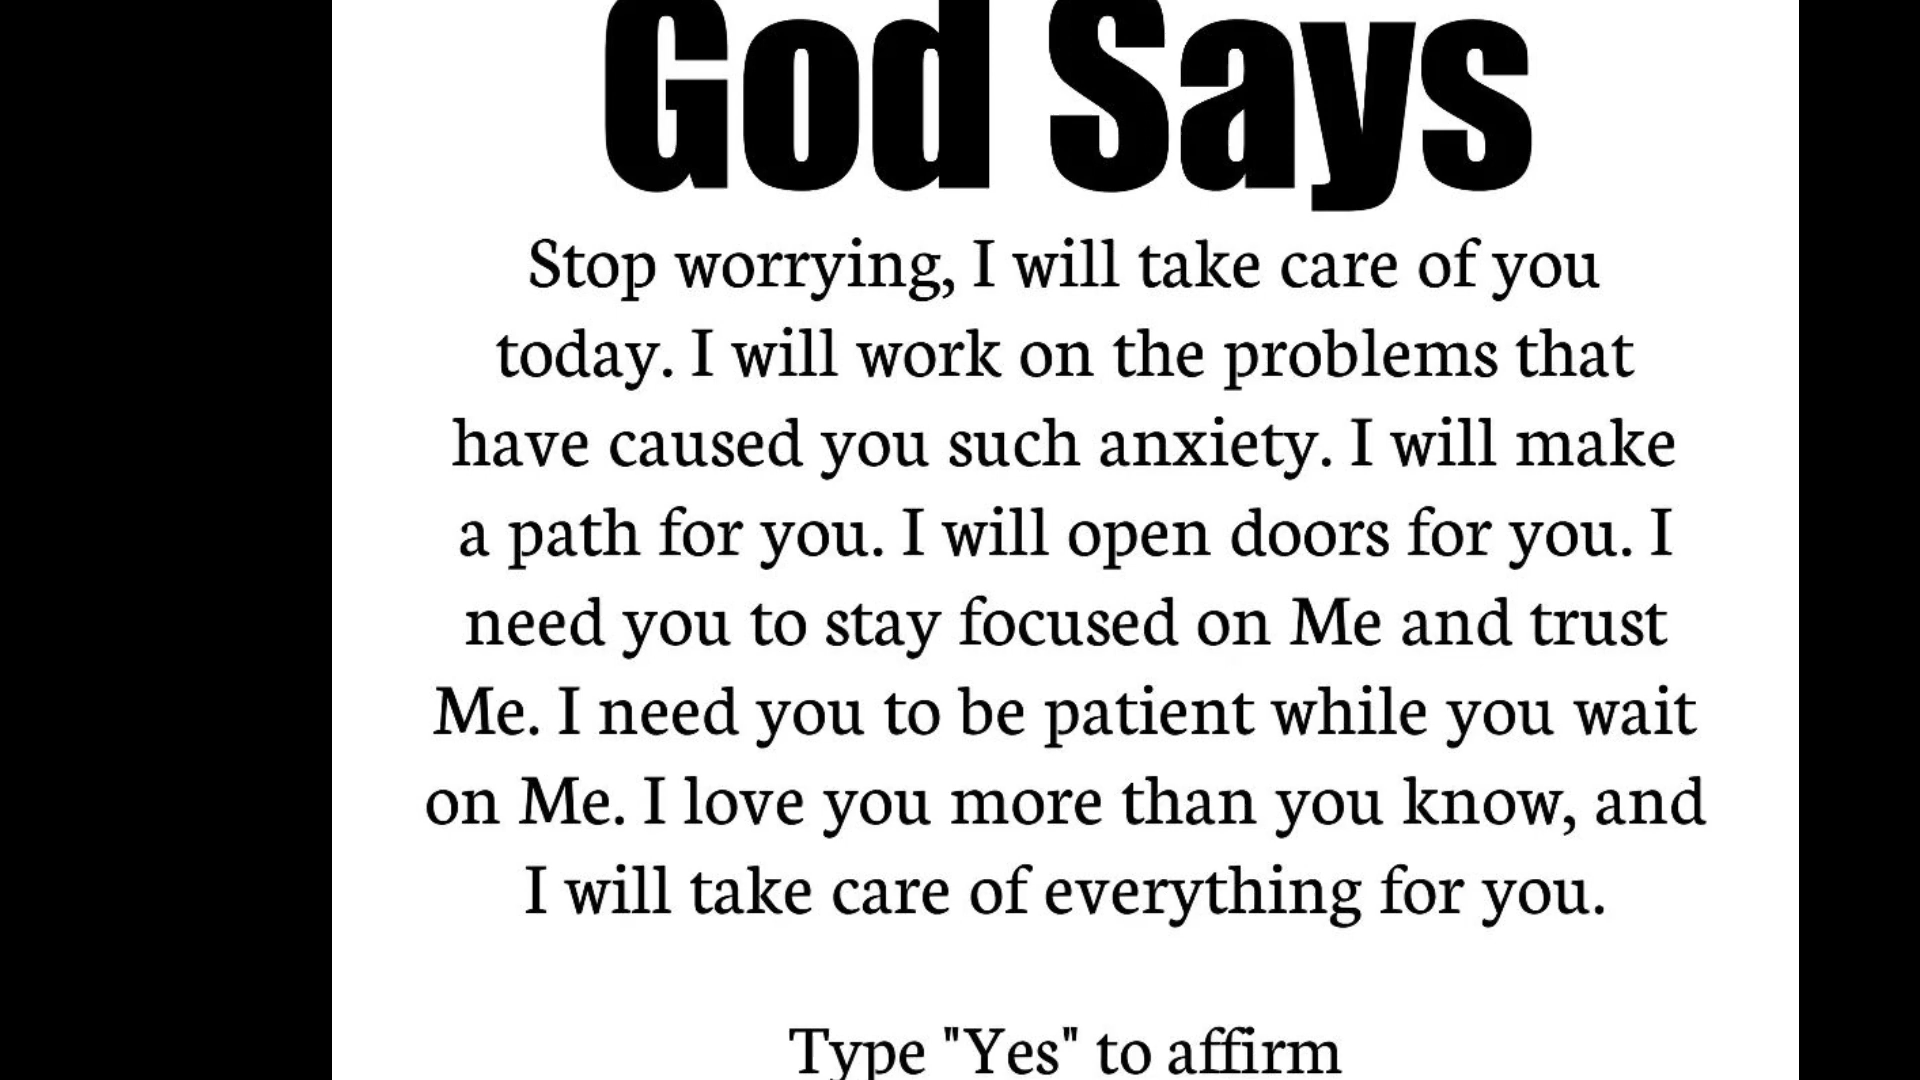 God Says
Stop worrying, I will take care of you
today. I will work on the problems that
have caused you such anxiety. I will make
a path for you. I will open doors for you. I
need you to stay focused on Me and trust
Me. I need you to be patient while you wait
on Me. I love you more than you know, and
I will take care of everything for you.
Type "Yes" to affirm